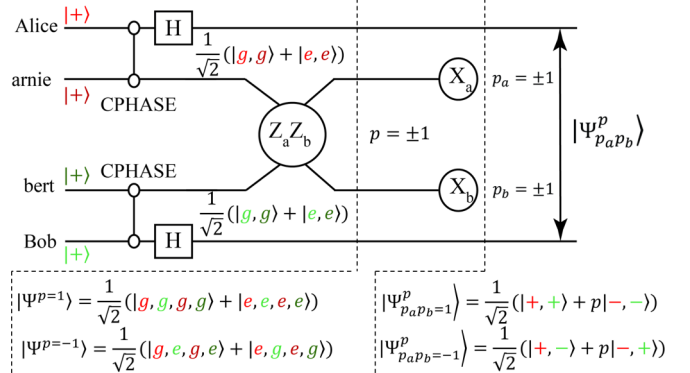 Alice |+⟩ H
1/√2 (|g, g⟩ + |e, e⟩)
arnie |+⟩ X_a p_a = ±1
CPHASE
Z_a Z_b p = ±1 |Ψ^p_{p_a p_b}⟩
CPHASE
bert |+⟩ X_b p_b = ±1
1/√2 (|g, g⟩ + |e, e⟩)
Bob |+⟩ H
|Ψ^{p=1}⟩ = 1/√2 (|g, g, g, g⟩ + |e, e, e, e⟩)
|Ψ^{p=-1}⟩ = 1/√2 (|g, e, g, e⟩ + |e, g, e, g⟩)
|Ψ^p_{p_a p_b=1}⟩ = 1/√2 (|+, +⟩ + p|−, −⟩)
|Ψ^p_{p_a p_b=-1}⟩ = 1/√2 (|+, −⟩ + p|−, +⟩)